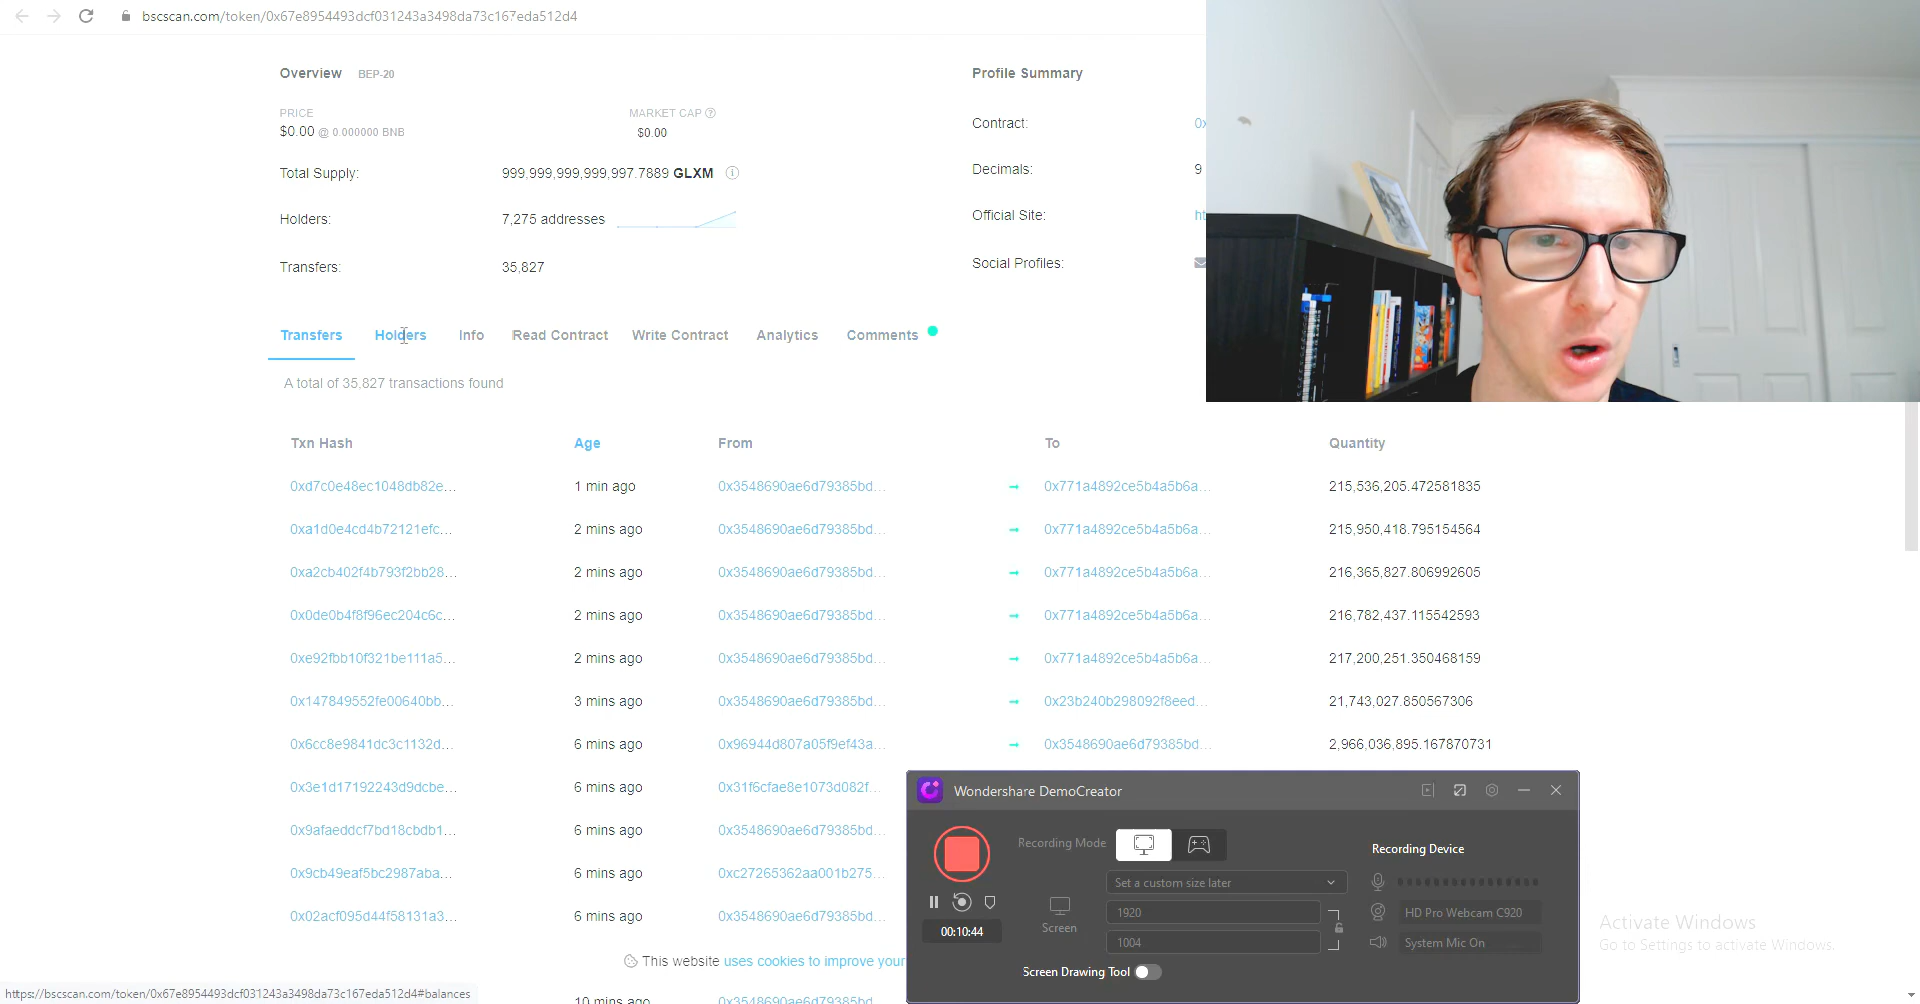 bscscan.com/token/0x67e8954493dcf031243a3498da73c167eda512d4
Overview BEP-20
Profile Summary
PRICE
MARKET CAP
$0.00 @ 0.000000 BNB
$0.00
Contract:
0x
Total Supply:
999,999,999,999,997.7889 GLXM
Decimals:
9
Holders:
7,275 addresses
Official Site:
ht
Transfers:
35,827
Social Profiles:
Transfers Holders Info Read Contract Write Contract Analytics Comments
A total of 35,827 transactions found
Txn Hash Age From To Quantity
0xd7c0e48ec1048db82e... 1 min ago 0x3548690ae6d79385bd... 0x771a4892ce5b4a5b6a... 215,536,205.472581835
0xa1d0e4cd4b72121efc... 2 mins ago 0x3548690ae6d79385bd... 0x771a4892ce5b4a5b6a... 215,950,418.795154564
0xa2cb402f4b793f2bb28... 2 mins ago 0x3548690ae6d79385bd... 0x771a4892ce5b4a5b6a... 216,365,827.806992605
0x0de0b4f8f96ec204c6c... 2 mins ago 0x3548690ae6d79385bd... 0x771a4892ce5b4a5b6a... 216,782,437.115542593
0xe92fbb10f321be111a5... 2 mins ago 0x3548690ae6d79385bd... 0x771a4892ce5b4a5b6a... 217,200,251.350468159
0x147849552fe00640bb... 3 mins ago 0x3548690ae6d79385bd... 0x23b240b298092f8eed... 21,743,027.850567306
0x6cc8e9841dc3c1132d... 6 mins ago 0x96944d807a05f9ef43a... 0x3548690ae6d79385bd... 2,966,036,895.167870731
0x3e1d17192243d9dcbe... 6 mins ago 0x31f6cfae8e1073d082f...
0x9afaeddcf7bd18cbdb1... 6 mins ago 0x3548690ae6d79385bd...
0x9cb49eaf5bc2987aba... 6 mins ago 0xc27265362aa001b275...
0x02acf095d44f58131a3... 6 mins ago 0x3548690ae6d79385bd...
This website uses cookies to improve your
10 mins ago 0x3548690ae6d79385bd
https://bscscan.com/token/0x67e8954493dcf031243a3498da73c167eda512d4#balances
Wondershare DemoCreator
Recording Mode
Recording Device
Set a custom size later
Screen
1920
1004
HD Pro Webcam C920
System Mic On
00:10:44
Screen Drawing Tool
Activate Windows
Go to Settings to activate Windows.